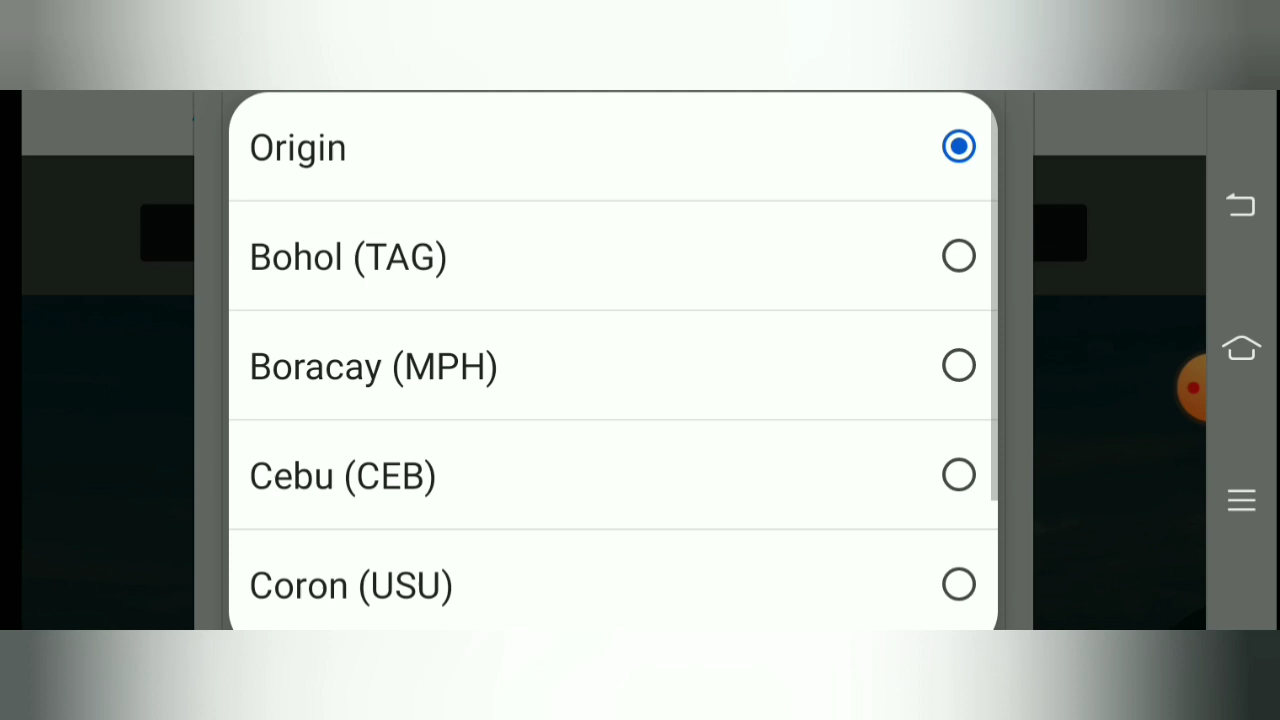 Origin
Bohol (TAG)
Boracay (MPH)
Cebu (CEB)
Coron (USU)